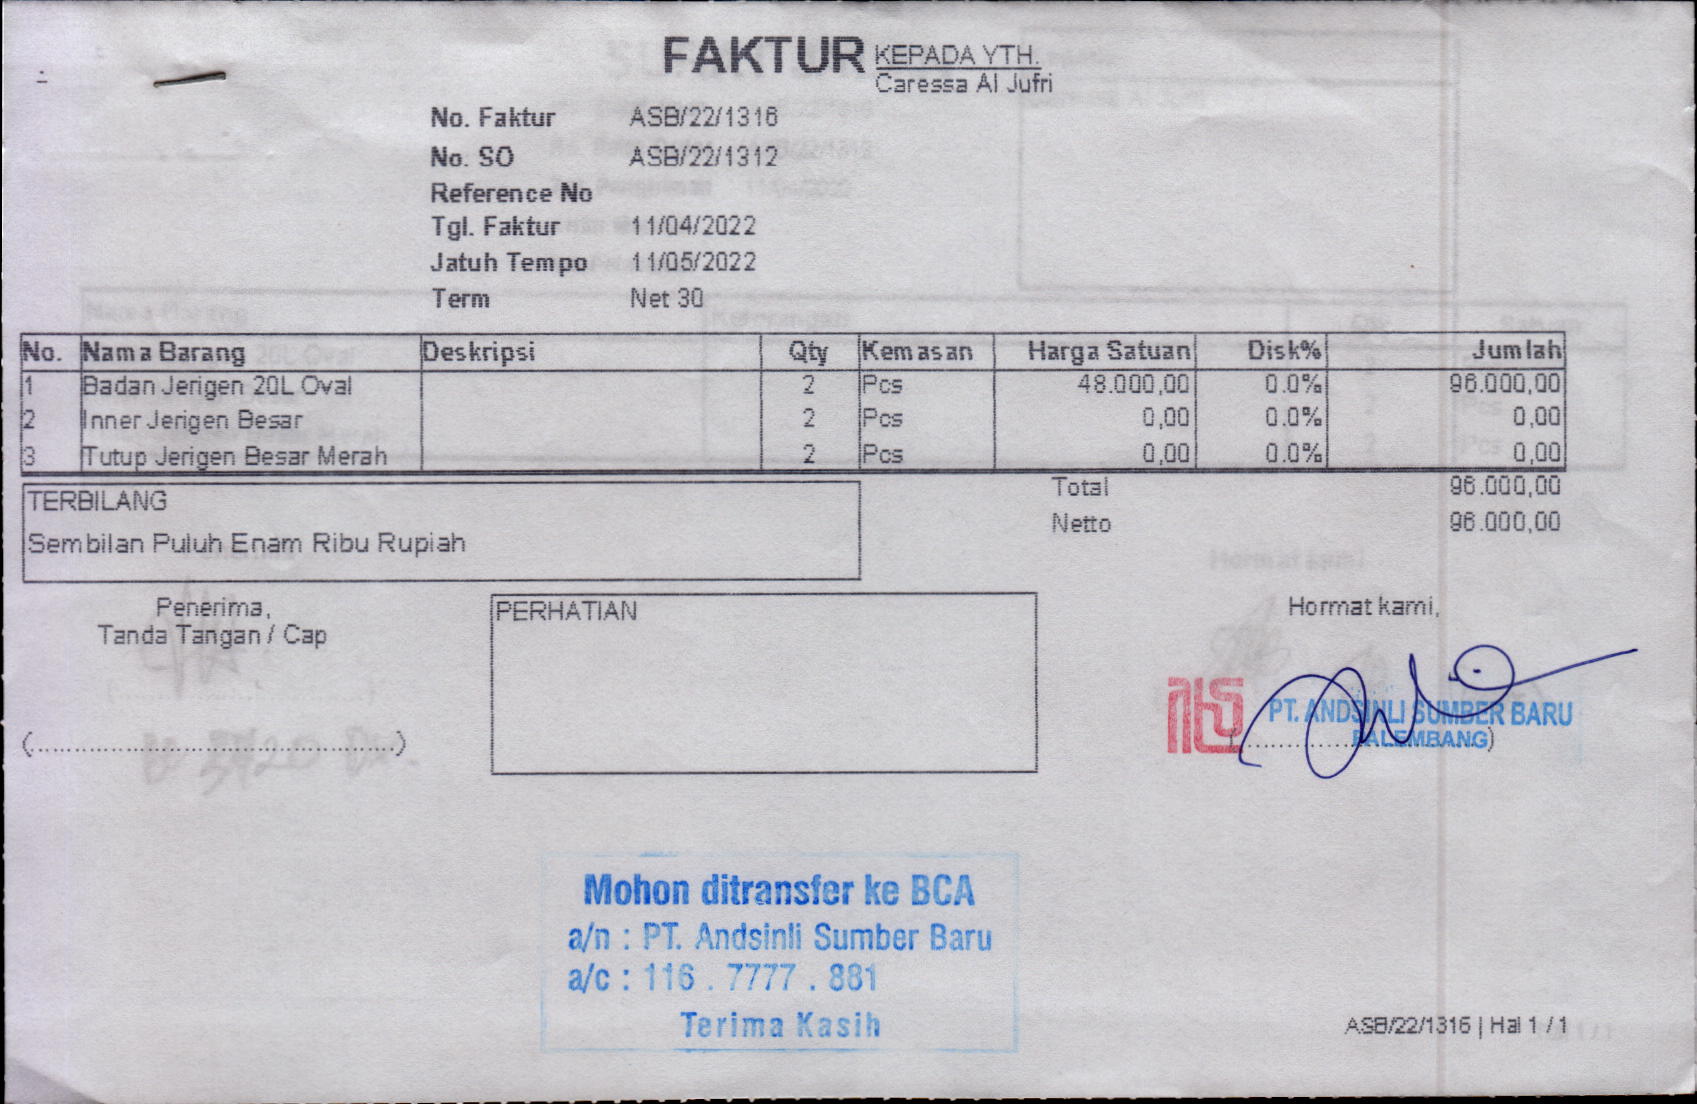 FAKTUR
KEPADA YTH.
Caressa Al Jufri
No. Faktur ASB/22/1316
No. SO ASB/22/1312
Reference No
Tgl. Faktur 11/04/2022
Jatuh Tempo 11/05/2022
Term Net 30
No. Nama Barang Deskripsi Qty Kemasan Harga Satuan Disk% Jumlah
1 Badan Jerigen 20L Oval 2 Pcs 48.000,00 0.0% 96.000,00
2 Inner Jerigen Besar 2 Pcs 0,00 0.0% 0,00
3 Tutup Jerigen Besar Merah 2 Pcs 0,00 0.0% 0,00
Total 96.000,00
Netto 96.000,00
TERBILANG
Sembilan Puluh Enam Ribu Rupiah
Penerima,
Tanda Tangan / Cap
(............................................)
PERHATIAN
Hormat kami,
PT. ANDSINLI SUMBER BARU
PALEMBANG)
Mohon ditransfer ke BCA
a/n : PT. Andsinli Sumber Baru
a/c : 116 . 7777 . 881
Terima Kasih
ASB/22/1316 | Hal 1 / 1